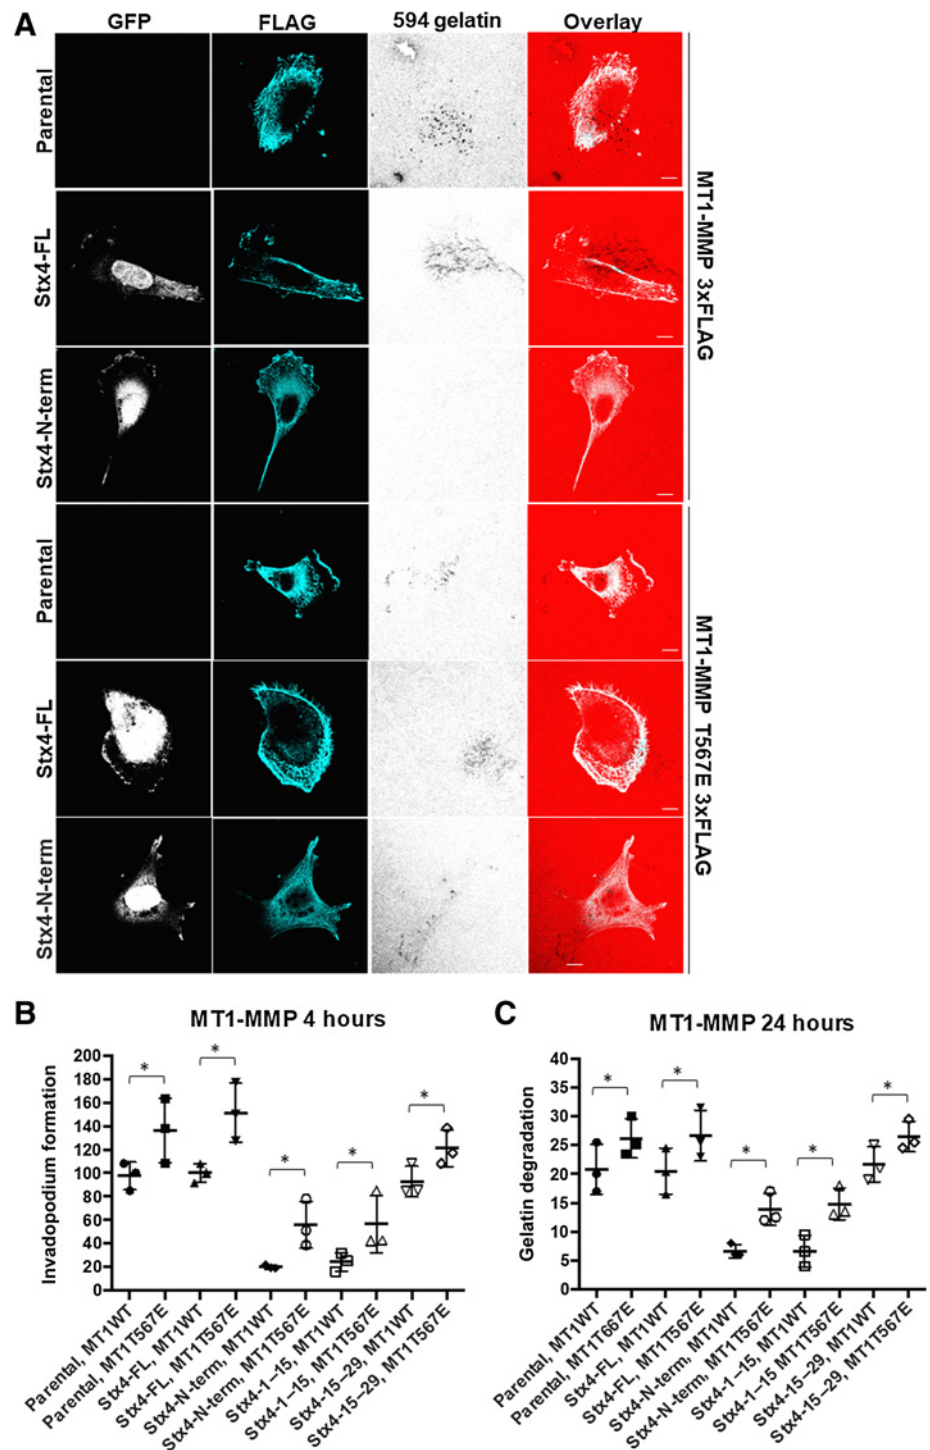 A
GFP FLAG 594 gelatin Overlay
Parental
Stx4-FL
Stx4-N-term
MT1-MMP 3xFLAG
Parental
Stx4-FL
Stx4-N-term
MT1-MMP T567E 3xFLAG
B
MT1-MMP 4 hours
Invadopodium formation
200
180
160
140
120
100
80
60
40
20
0
* * * * *
Parental, MT1WT
Parental, MT1T567E
Stx4-FL, MT1WT
Stx4-FL, MT1T567E
Stx4-N-term, MT1WT
Stx4-N-term, MT1T567E
Stx4-1–15, MT1WT
Stx4-1–15, MT1T567E
Stx4-15–29, MT1WT
Stx4-15–29, MT1T567E
C
MT1-MMP 24 hours
Gelatin degradation
40
35
30
25
20
15
10
5
0
* * * * *
Parental, MT1WT
Parental, MT667E
Stx4-FL, MT1WT
Stx4-FL, MT1T567E
Stx4-N-term, MT1WT
Stx4-N-term, MT1T567E
Stx4-1–15, MT1WT
Stx4-1–15 MT1T567E
Stx4-15–29, MT1WT
Stx4-15–29, MT1T567E